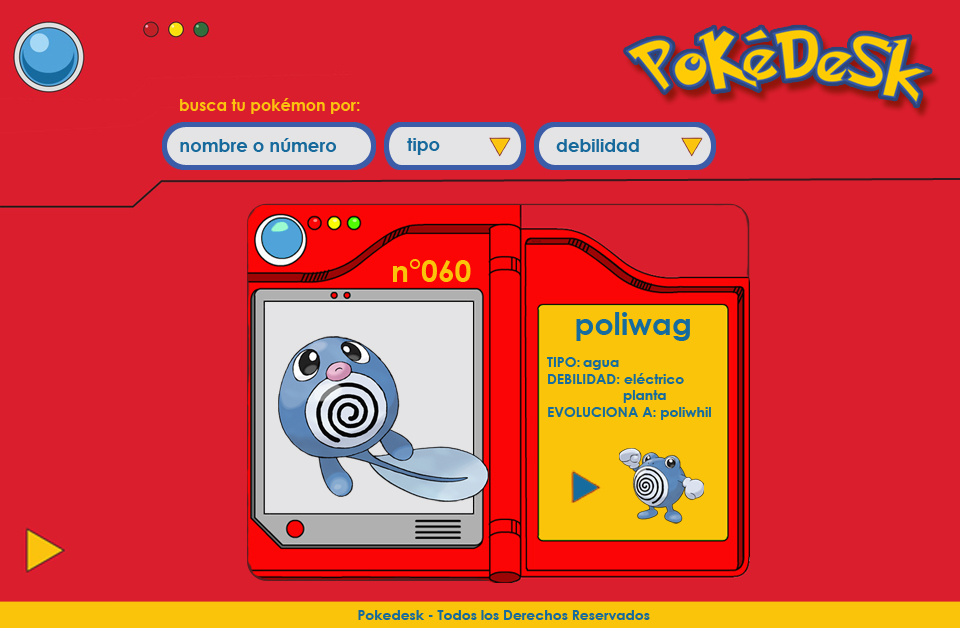 PoKéDeSk
busca tu pokémon por:
nombre o número
tipo
debilidad
n°060
poliwag
TIPO: agua
DEBILIDAD: eléctrico
planta
EVOLUCIONA A: poliwhil
Pokedesk - Todos los Derechos Reservados